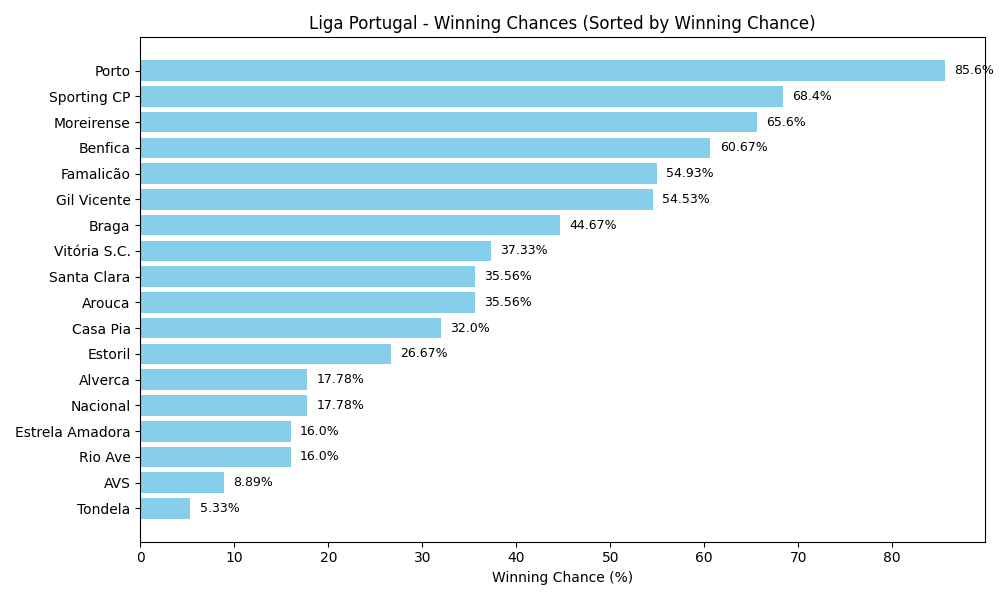 Liga Portugal - Winning Chances (Sorted by Winning Chance)
Porto 85.6%
Sporting CP 68.4%
Moreirense 65.6%
Benfica 60.67%
Famalicão 54.93%
Gil Vicente 54.53%
Braga 44.67%
Vitória S.C. 37.33%
Santa Clara 35.56%
Arouca 35.56%
Casa Pia 32.0%
Estoril 26.67%
Alverca 17.78%
Nacional 17.78%
Estrela Amadora 16.0%
Rio Ave 16.0%
AVS 8.89%
Tondela 5.33%
0 10 20 30 40 50 60 70 80
Winning Chance (%)